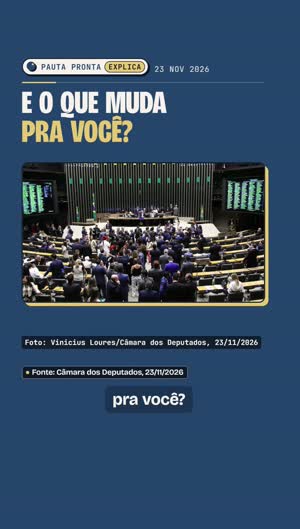 PAUTA PRONTA EXPLICA 23 NOV 2026
E O QUE MUDA
PRA VOCÊ?
Foto: Vinicius Loures/Câmara dos Deputados, 23/11/2026
Fonte: Câmara dos Deputados, 23/11/2026
pra você?